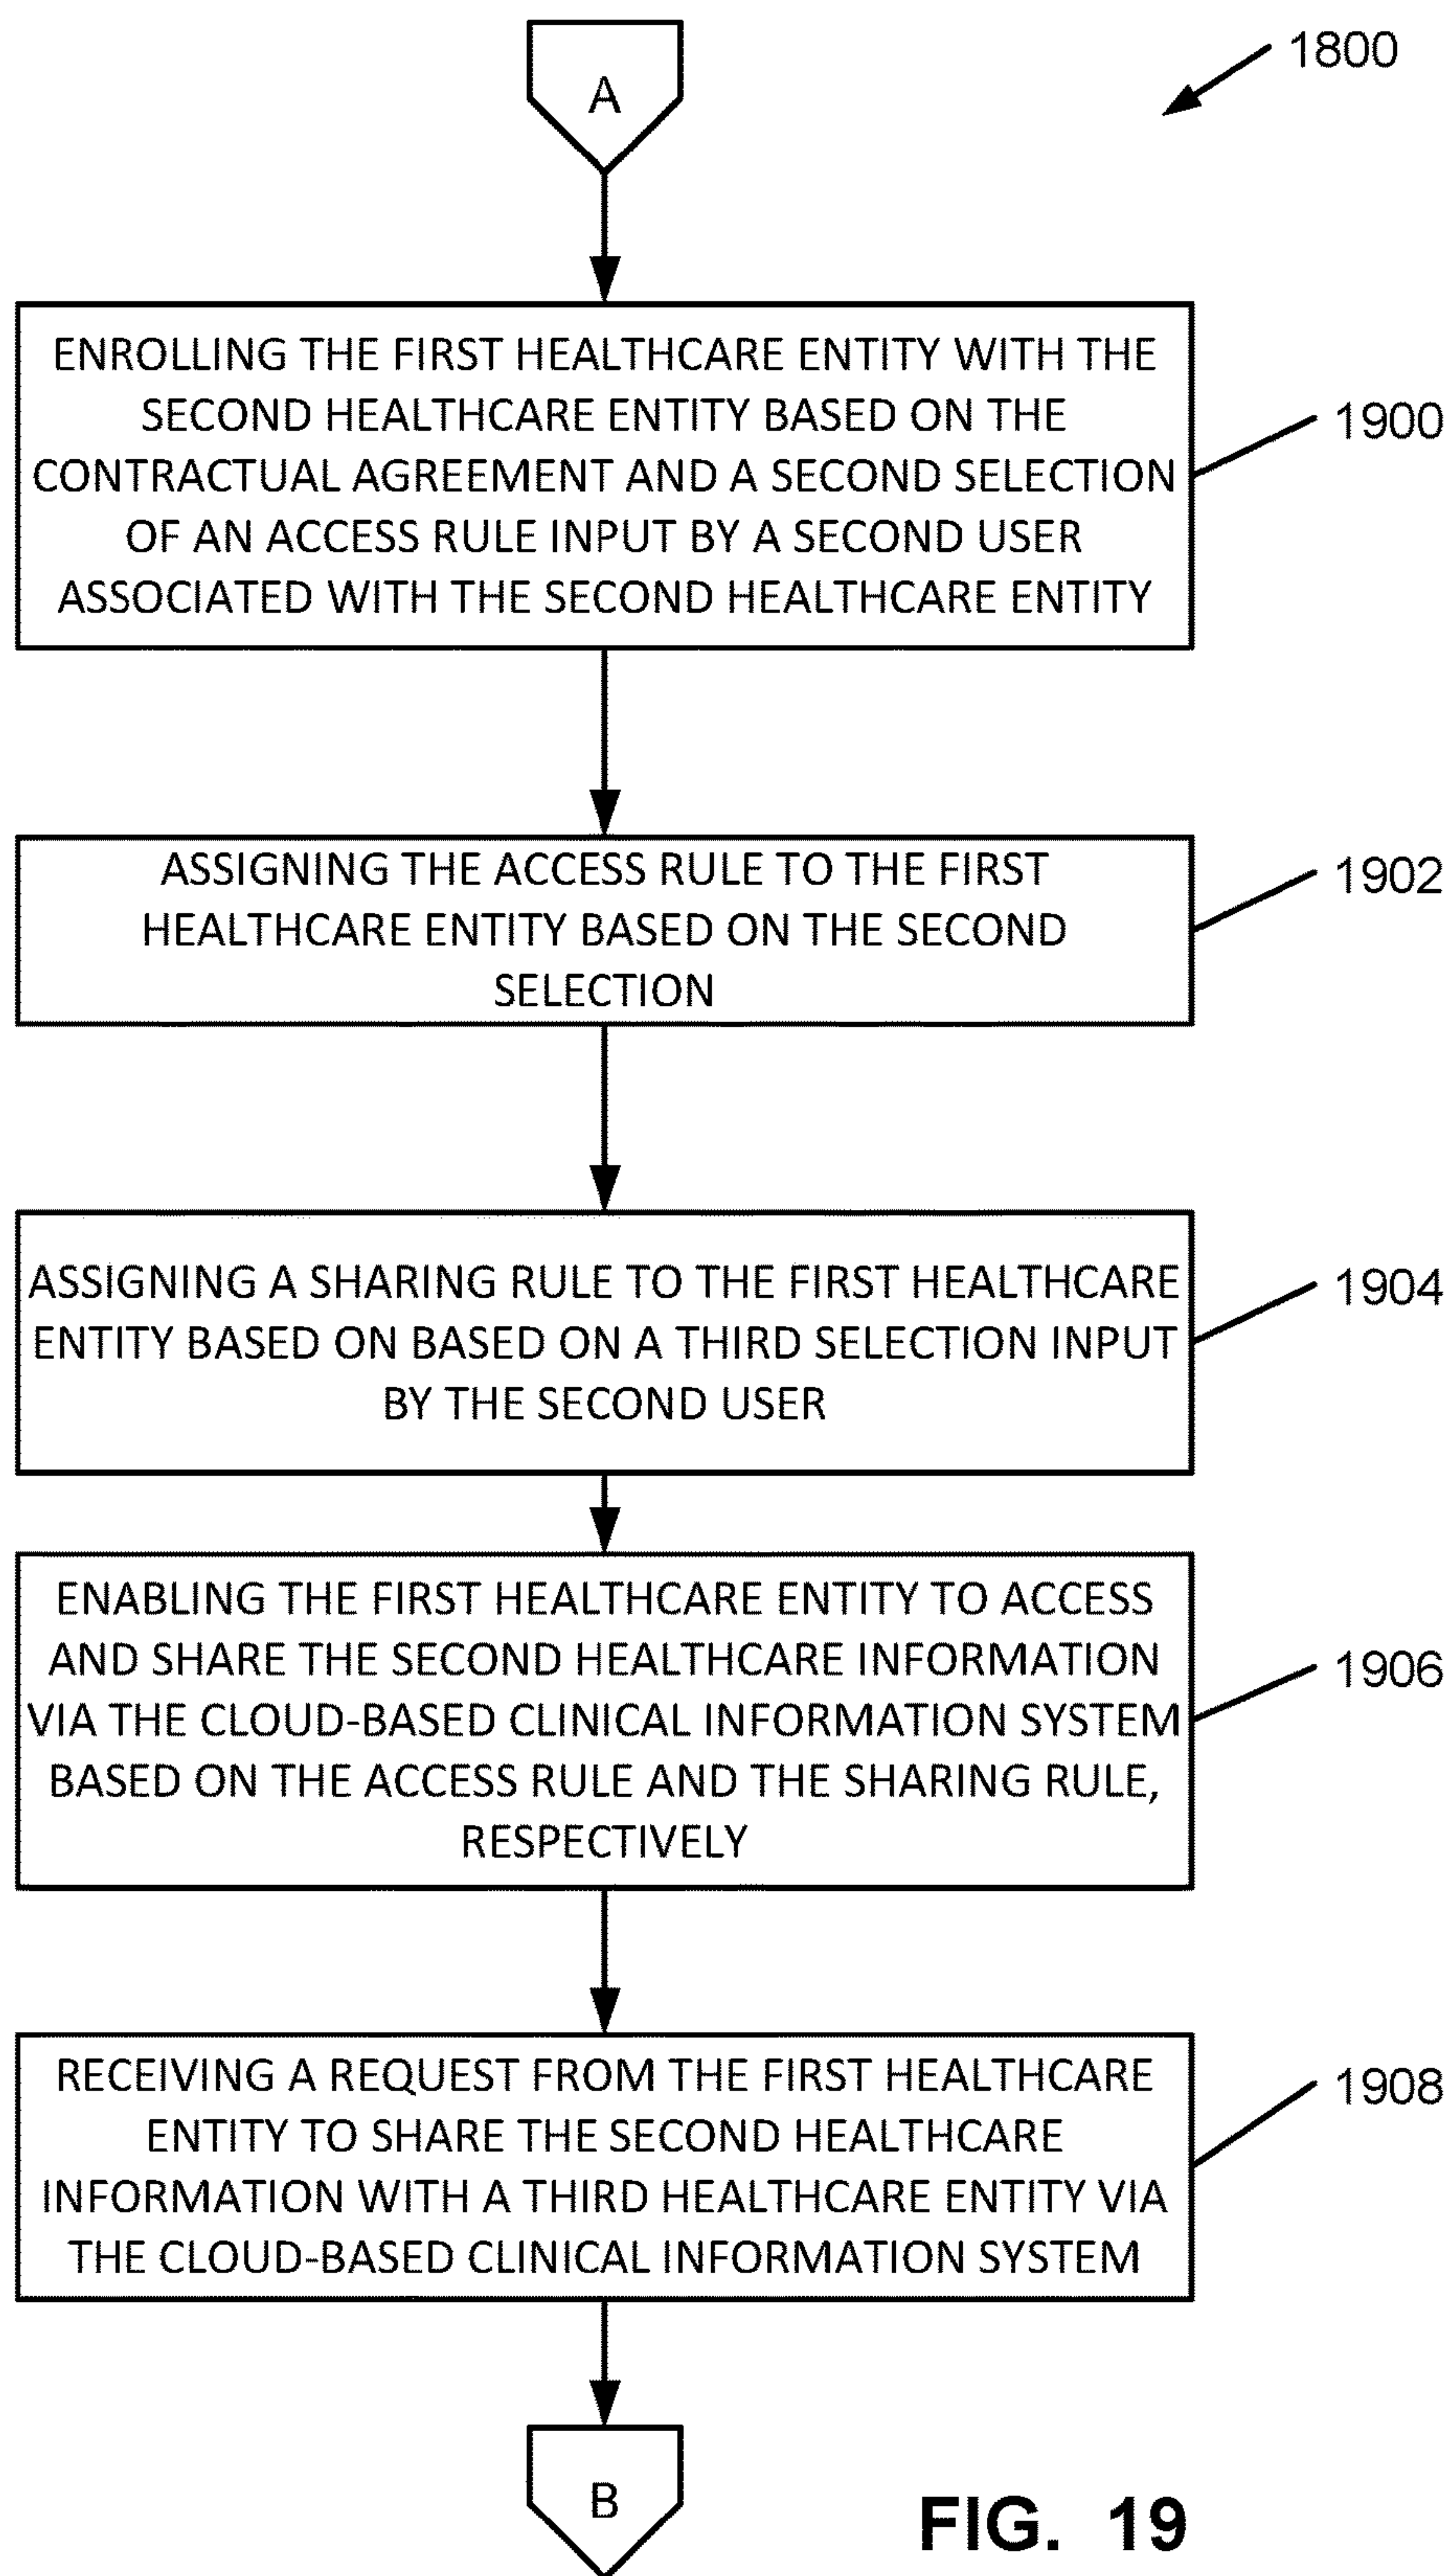 A
1800
ENROLLING THE FIRST HEALTHCARE ENTITY WITH THE
SECOND HEALTHCARE ENTITY BASED ON THE
CONTRACTUAL AGREEMENT AND A SECOND SELECTION
OF AN ACCESS RULE INPUT BY A SECOND USER
ASSOCIATED WITH THE SECOND HEALTHCARE ENTITY
1900
ASSIGNING THE ACCESS RULE TO THE FIRST
HEALTHCARE ENTITY BASED ON THE SECOND
SELECTION
1902
ASSIGNING A SHARING RULE TO THE FIRST HEALTHCARE
ENTITY BASED ON BASED ON A THIRD SELECTION INPUT
BY THE SECOND USER
1904
ENABLING THE FIRST HEALTHCARE ENTITY TO ACCESS
AND SHARE THE SECOND HEALTHCARE INFORMATION
VIA THE CLOUD-BASED CLINICAL INFORMATION SYSTEM
BASED ON THE ACCESS RULE AND THE SHARING RULE,
RESPECTIVELY
1906
RECEIVING A REQUEST FROM THE FIRST HEALTHCARE
ENTITY TO SHARE THE SECOND HEALTHCARE
INFORMATION WITH A THIRD HEALTHCARE ENTITY VIA
THE CLOUD-BASED CLINICAL INFORMATION SYSTEM
1908
B
FIG. 19